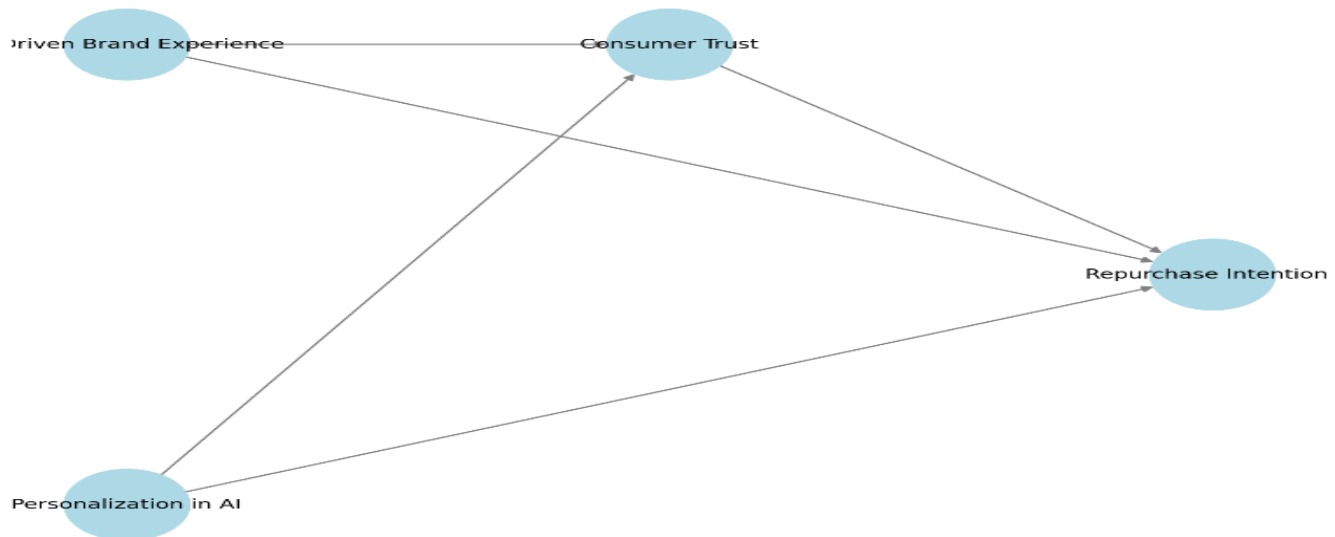 Driven Brand Experience
Consumer Trust
Repurchase Intention
Personalization in AI